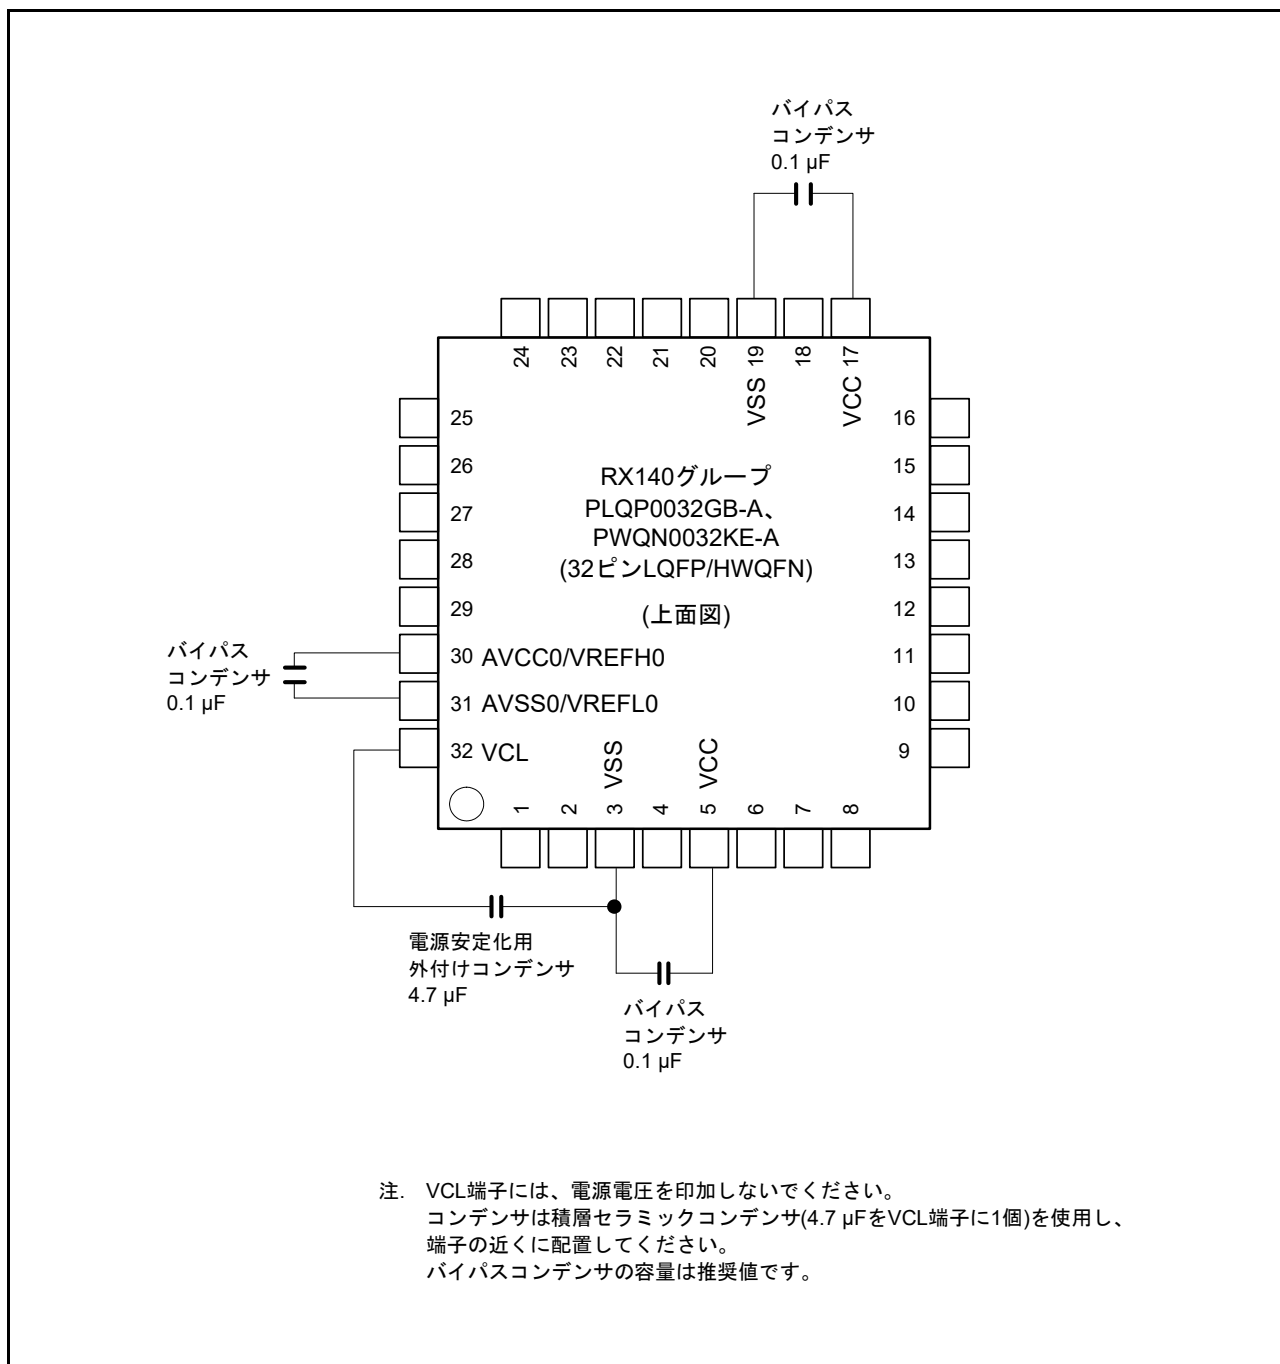 バイパス
コンデンサ
0.1 µF
24
23
22
21
20
VSS 19
18
VCC 17
25
26
27
28
29
30 AVCC0/VREFH0
31 AVSS0/VREFL0
32 VCL
16
15
14
13
12
11
10
9
RX140グループ
PLQP0032GB-A、
PWQN0032KE-A
(32ピンLQFP/HWQFN)
(上面図)
バイパス
コンデンサ
0.1 µF
1
2
3 VSS
4
5 VCC
6
7
8
電源安定化用
外付けコンデンサ
4.7 µF
バイパス
コンデンサ
0.1 µF
注. VCL端子には、電源電圧を印加しないでください。
コンデンサは積層セラミックコンデンサ(4.7 µFをVCL端子に1個)を使用し、
端子の近くに配置してください。
バイパスコンデンサの容量は推奨値です。